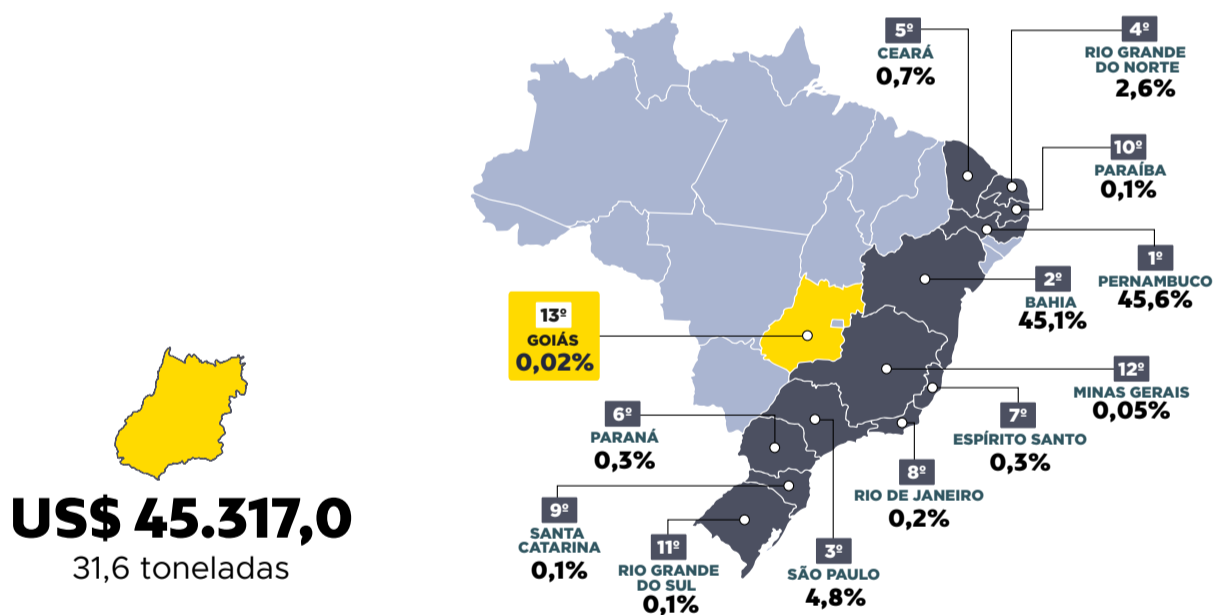 5º
CEARÁ
0,7%
4º
RIO GRANDE
DO NORTE
2,6%
10º
PARAÍBA
0,1%
1º
PERNAMBUCO
45,6%
2º
BAHIA
45,1%
13º
GOIÁS
0,02%
12º
MINAS GERAIS
0,05%
7º
ESPÍRITO SANTO
0,3%
6º
PARANÁ
0,3%
8º
RIO DE JANEIRO
0,2%
9º
SANTA
CATARINA
0,1%
11º
RIO GRANDE
DO SUL
0,1%
3º
SÃO PAULO
4,8%
US$ 45.317,0
31,6 toneladas